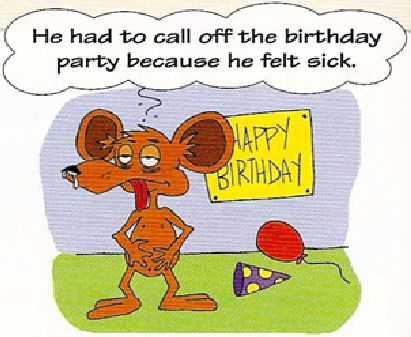 He had to call off the birthday
party because he felt sick.
HAPPY
BIRTHDAY